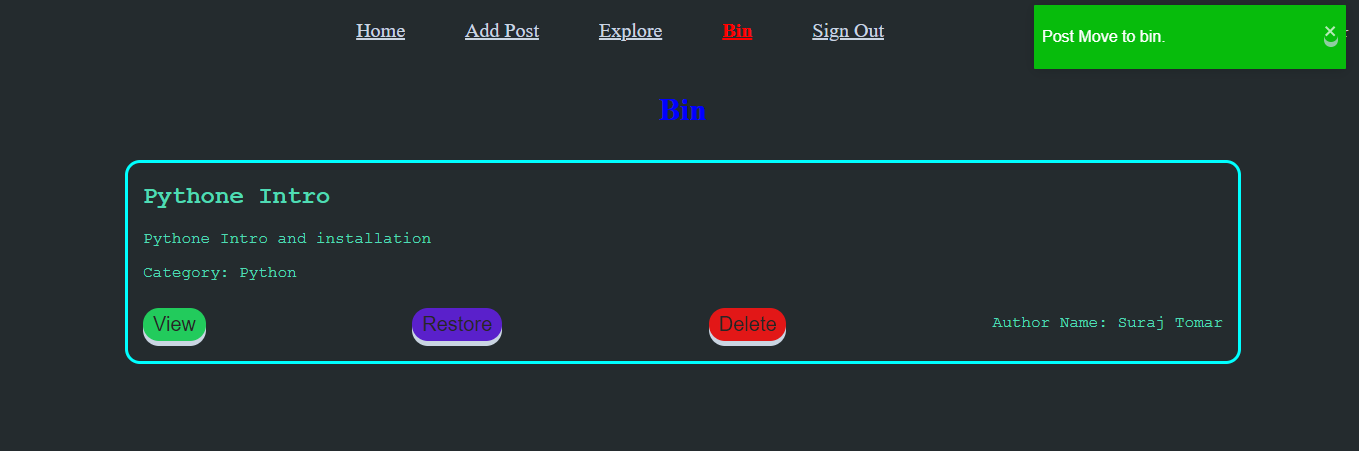 Home Add Post Explore Bin Sign Out
Post Move to bin. ×
Bin
Pythone Intro
Pythone Intro and installation
Category: Python
View Restore Delete Author Name: Suraj Tomar